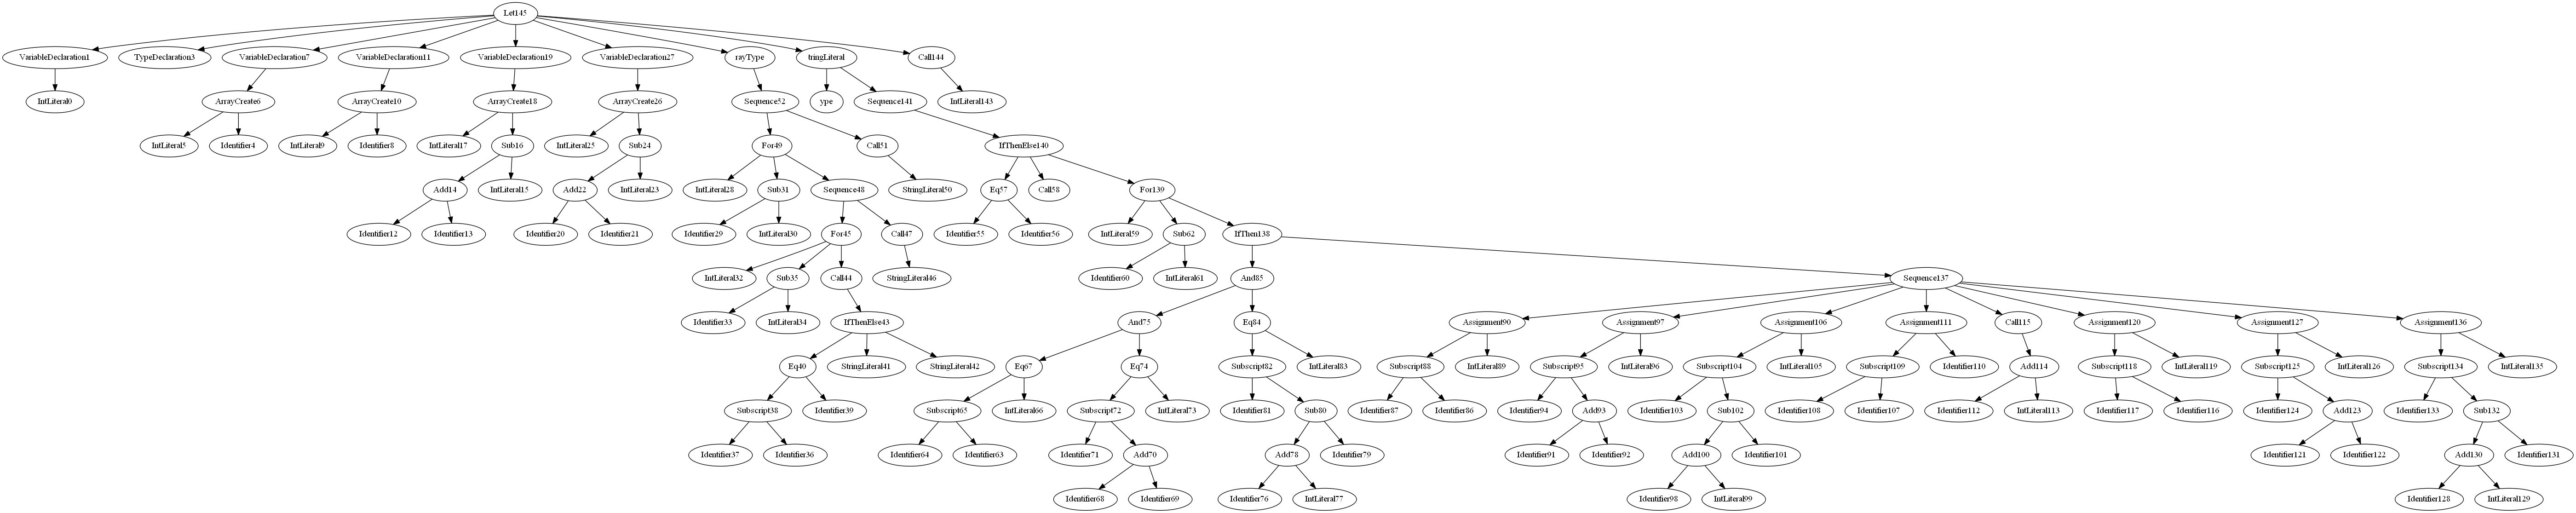 Let145
VariableDeclaration1 TypeDeclaration3 VariableDeclaration7 VariableDeclaration11 VariableDeclaration19 VariableDeclaration27 rayType tringLiteral Call144
IntLiteral0 ArrayCreate6 ArrayCreate10 ArrayCreate18 ArrayCreate26 Sequence52 ype Sequence141 IntLiteral143
IntLiteral5 Identifier4 IntLiteral9 Identifier8 IntLiteral17 Sub16 IntLiteral25 Sub24 For49 Call51 IfThenElse140
Add14 IntLiteral15 Add22 IntLiteral23 IntLiteral28 Sub31 Sequence48 StringLiteral50 Eq57 Call58 For139
Identifier12 Identifier13 Identifier20 Identifier21 Identifier29 IntLiteral30 For45 Call47 Identifier55 Identifier56 IntLiteral59 Sub62 IfThen138
IntLiteral32 Sub35 Call44 StringLiteral46 Identifier60 IntLiteral61 And85 Sequence137
Identifier33 IntLiteral34 IfThenElse43 And75 Eq84 Assignment90 Assignment97 Assignment106 Assignment111 Call115 Assignment120 Assignment127 Assignment136
Eq40 StringLiteral41 StringLiteral42 Eq67 Eq74 Subscript82 IntLiteral83 Subscript88 IntLiteral89 Subscript95 IntLiteral96 Subscript104 IntLiteral105 Subscript109 Identifier110 Add114 Subscript118 IntLiteral119 Subscript125 IntLiteral126 Subscript134 IntLiteral135
Subscript38 Identifier39 Subscript65 IntLiteral66 Subscript72 IntLiteral73 Identifier81 Sub80 Identifier87 Identifier86 Identifier94 Add93 Identifier103 Sub102 Identifier108 Identifier107 Identifier112 IntLiteral113 Identifier117 Identifier116 Identifier124 Add123 Identifier133 Sub132
Identifier37 Identifier36 Identifier64 Identifier63 Identifier71 Add70 Add78 Identifier79 Identifier91 Identifier92 Add100 Identifier101 Identifier121 Identifier122 Add130 Identifier131
Identifier68 Identifier69 Identifier76 IntLiteral77 Identifier98 IntLiteral99 Identifier128 IntLiteral129